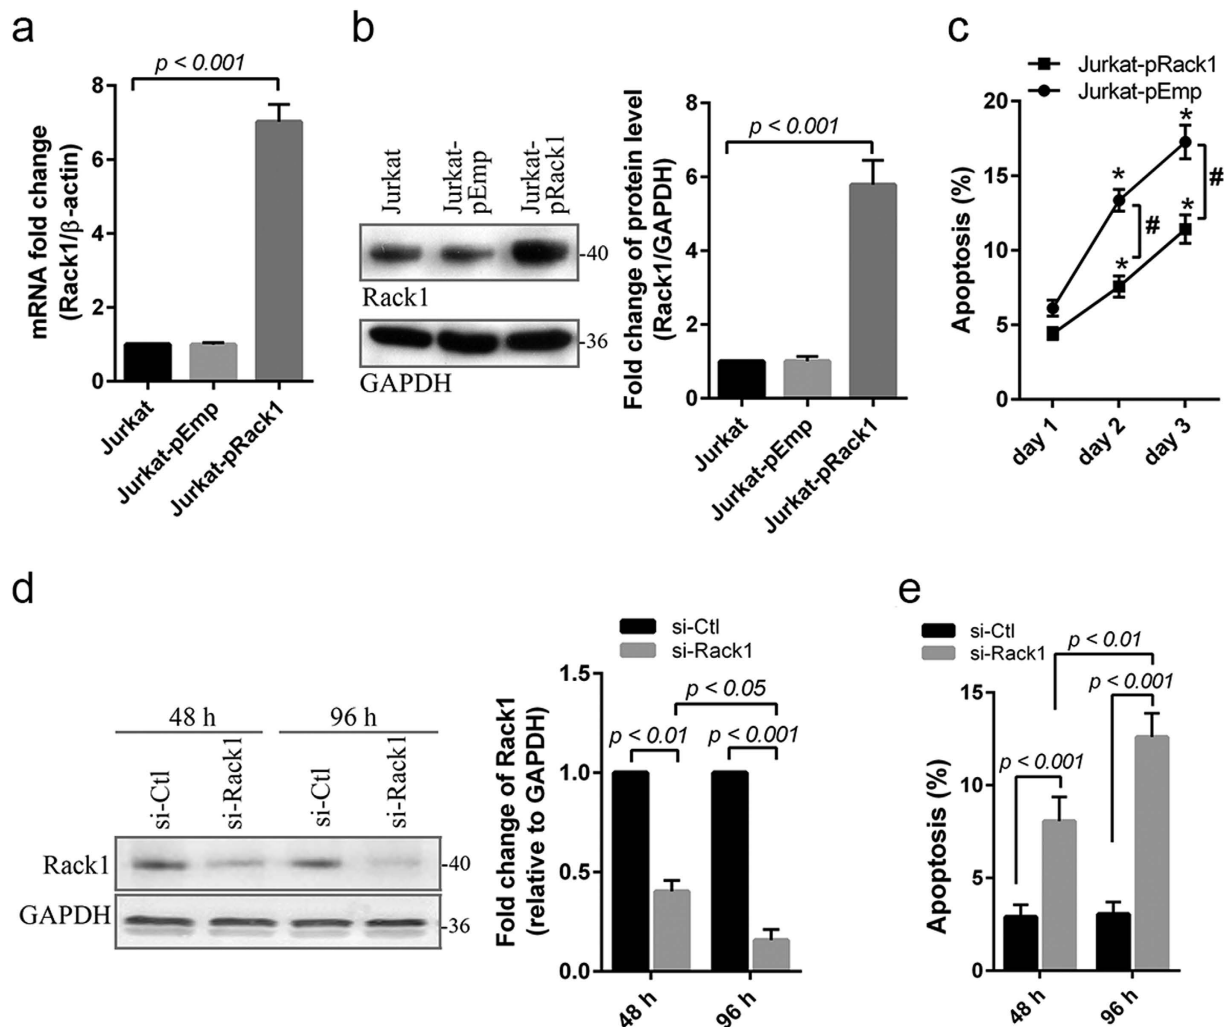 a
p < 0.001
mRNA fold change
(Rack1/β-actin)
8
6
4
2
0
Jurkat
Jurkat-pEmp
Jurkat-pRack1
b
Jurkat
Jurkat-
pEmp
Jurkat-
pRack1
-40
Rack1
-36
GAPDH
Fold change of protein level
(Rack1/GAPDH)
p < 0.001
8
6
4
2
0
Jurkat
Jurkat-pEmp
Jurkat-pRack1
c
Jurkat-pRack1
Jurkat-pEmp
Apoptosis (%)
20
15
10
5
0
*
*
#
*
*
#
day 1
day 2
day 3
d
48 h
96 h
si-Ctl
si-Rack1
si-Ctl
si-Rack1
Rack1
-40
GAPDH
-36
si-Ctl
si-Rack1
Fold change of Rack1
(relative to GAPDH)
1.5
1.0
0.5
0.0
p < 0.05
p < 0.01
p < 0.001
48 h
96 h
e
si-Ctl
si-Rack1
p < 0.01
p < 0.001
p < 0.001
Apoptosis (%)
15
10
5
0
48 h
96 h